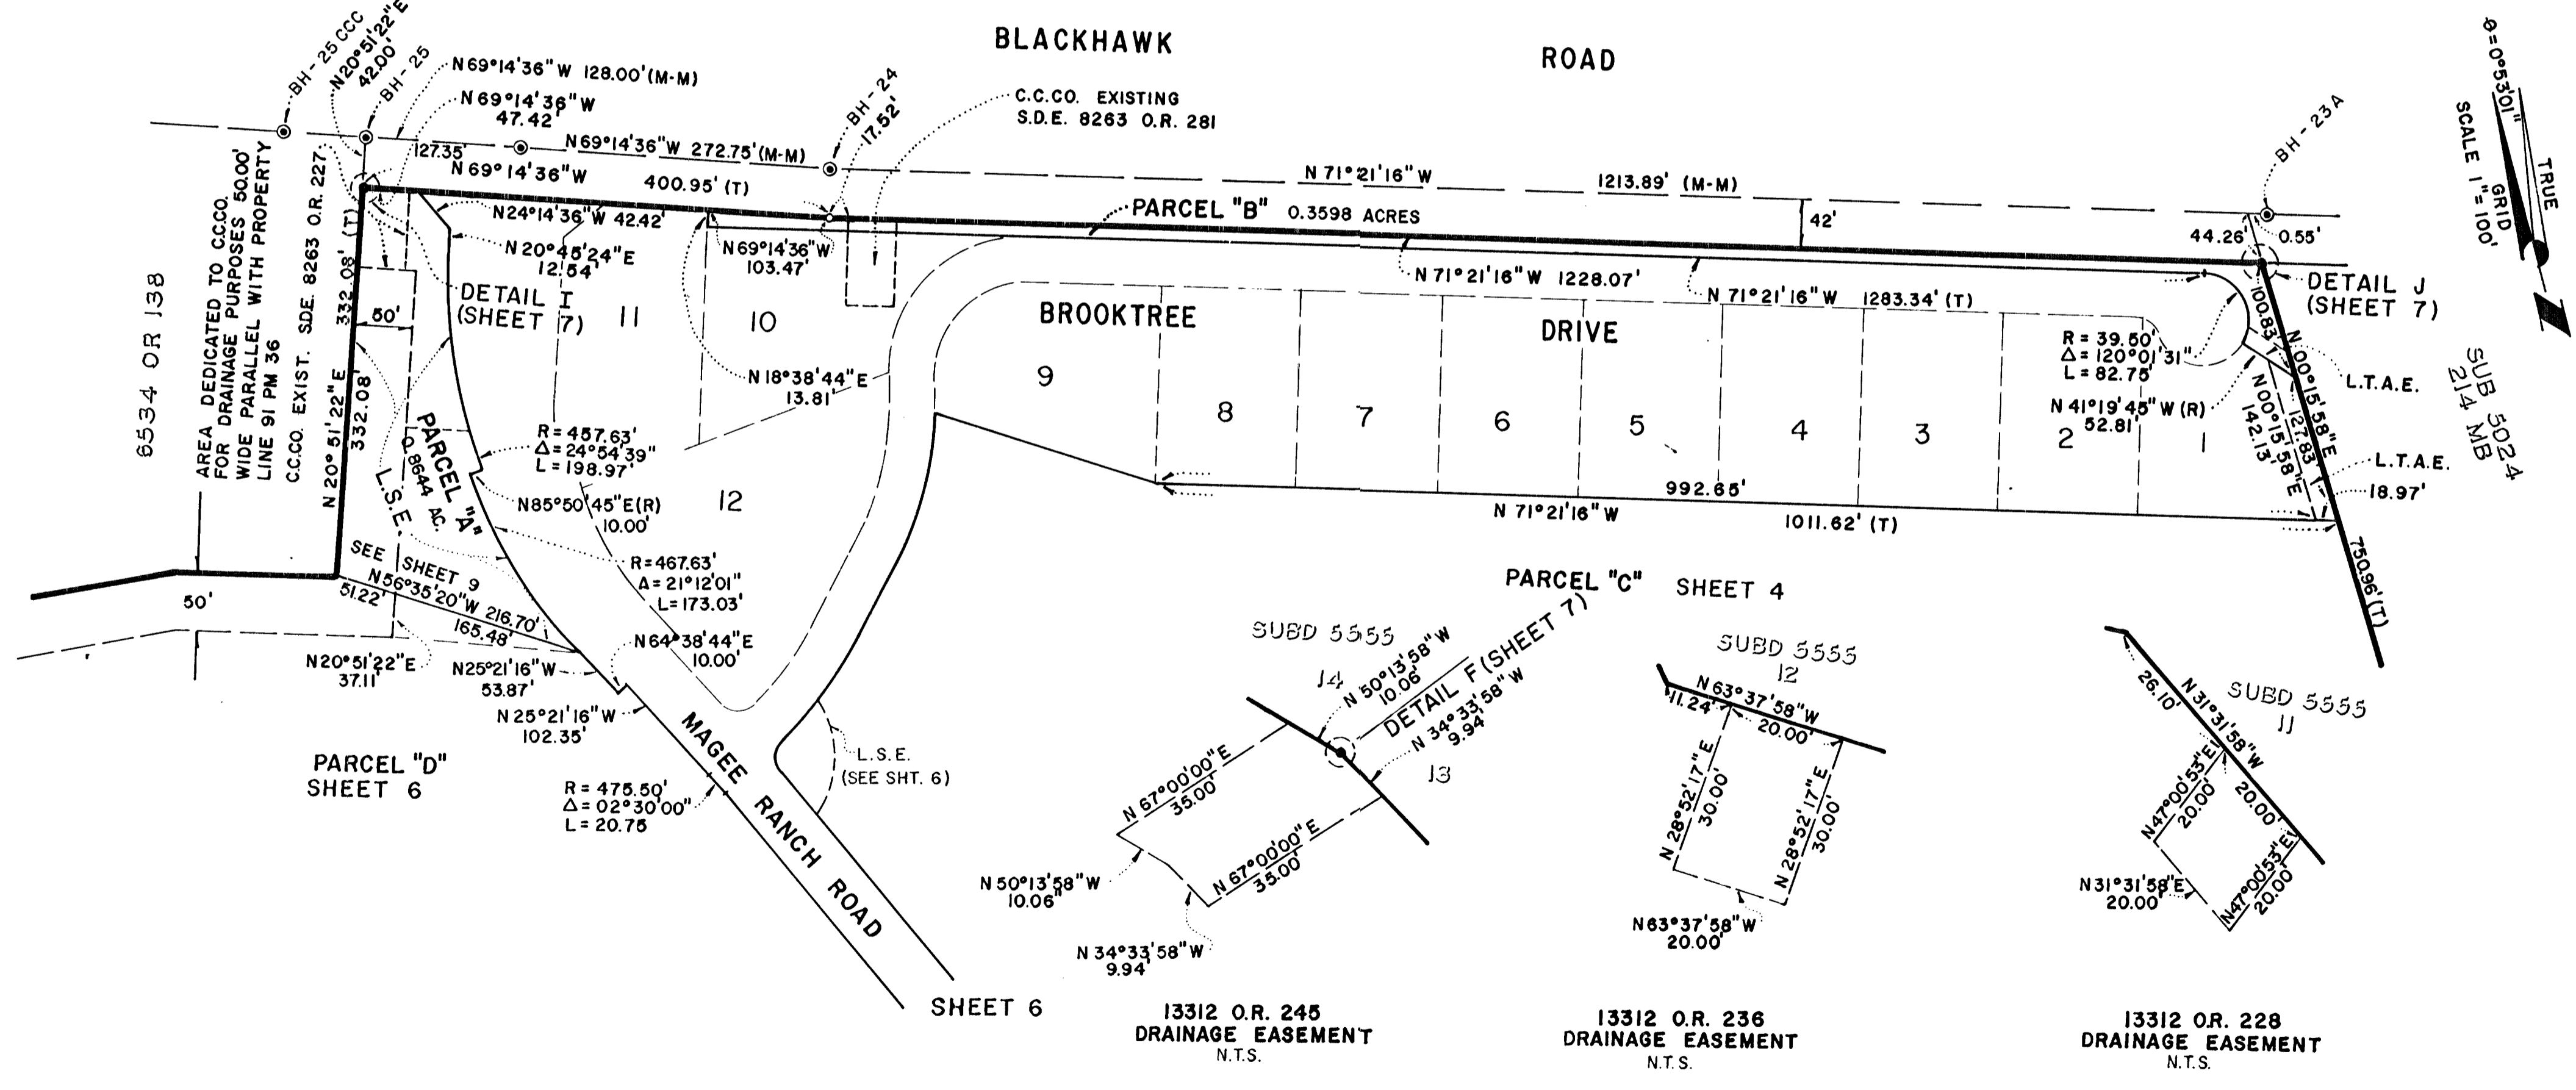 BLACKHAWK
ROAD
BH-25 CCC
N20°51'22"E
42.00'
BH-25
N69°14'36"W 128.00'(M-M)
N69°14'36"W
47.42'
127.35'
N69°14'36"W 272.75'(M-M)
N69°14'36"W
400.95' (T)
BH-24
17.52'
C.C.CO. EXISTING
S.D.E. 8263 O.R. 281
N 71°21'16"W
1213.89' (M-M)
BH-23A
Ø=0°53'01"
SCALE 1"=100'
GRID
TRUE
PARCEL "B" 0.3598 ACRES
42'
44.26'
0.55'
DETAIL J
(SHEET 7)
N24°14'36"W 42.42'
N20°45'24"E
12.54'
DETAIL I
(SHEET 7)
N69°14'36"W
103.47'
N 71°21'16"W 1228.07'
N 71°21'16"W 1283.34' (T)
6534 OR 138
AREA DEDICATED TO C.C.CO.
FOR DRAINAGE PURPOSES 50.00'
WIDE PARALLEL WITH PROPERTY
LINE 91 PM 36
C.C.CO. EXIST. S.D.E. 8263 O.R. 227
N 20°51'22"E
332.08' (T)
332.08'
50'
11
10
BROOKTREE
DRIVE
9
8
7
6
5
4
3
2
1
12
N18°38'44"E
13.81'
R=39.50'
Δ=120°01'31"
L=82.75'
N 41°19'45"W (R)
52.81'
100.83'
N00°15'58"E
127.83'
N00°15'58"E
142.13'
L.T.A.E.
L.T.A.E.
18.97'
SUB 5024
214 MB
750.96'(T)
PARCEL "A"
0.8644 AC.
L.S.E.
R=457.63'
Δ=24°54'39"
L=198.97'
N85°50'45"E(R)
10.00'
R=467.63'
Δ=21°12'01"
L=173.03'
992.65'
N 71°21'16"W
1011.62' (T)
SEE SHEET 9
N56°35'20"W 216.70'
51.22'
165.48'
50'
N20°51'22"E
37.11'
N25°21'16"W
53.87'
N64°38'44"E
10.00'
N25°21'16"W
102.35'
PARCEL "D"
SHEET 6
R=475.50'
Δ=02°30'00"
L=20.75
MAGEE RANCH ROAD
L.S.E.
(SEE SHT. 6)
SHEET 6
PARCEL "C" SHEET 4
SUBD 5555
14
N 50°13'58"W
10.06'
DETAIL F (SHEET 7)
N 34°33'58"W
9.94'
13
N 67°00'00"E
35.00'
N 67°00'00"E
35.00'
N50°13'58"W
10.06"
N 34°33'58"W
9.94'
13312 O.R. 245
DRAINAGE EASEMENT
N.T.S.
SUBD 5555
12
N 63°37'58"W
11.24'
20.00'
N 28°52'17"E
30.00'
N 28°52'17"E
30.00'
N63°37'58"W
20.00'
13312 O.R. 236
DRAINAGE EASEMENT
N.T.S.
26.10'
N31°31'58"W
SUBD 5555
11
20.00'
N47°00'53"E
20.00'
N47°00'53"E
20.00'
N31°31'58"E
20.00'
13312 O.R. 228
DRAINAGE EASEMENT
N.T.S.